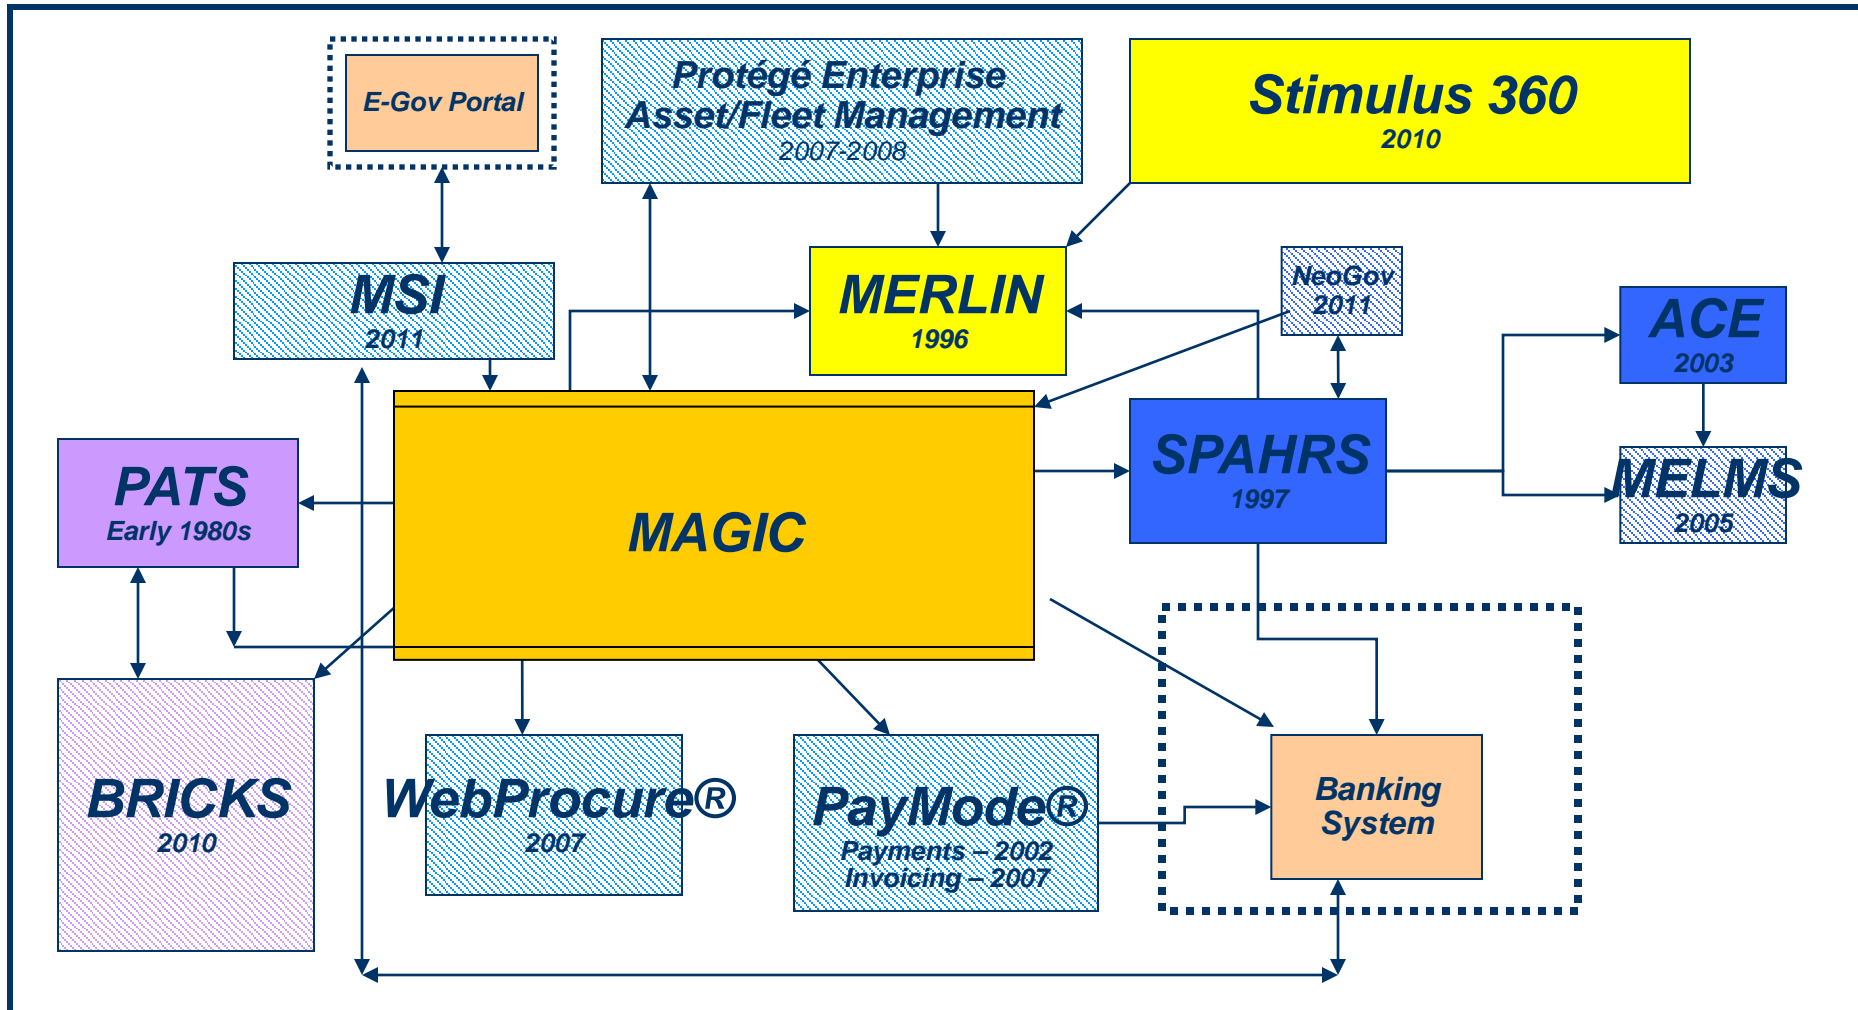 E-Gov Portal
Protégé Enterprise
Asset/Fleet Management
2007-2008
Stimulus 360
2010
MSI
2011
MERLIN
1996
NeoGov
2011
ACE
2003
PATS
Early 1980s
MAGIC
SPAHRS
1997
MELMS
2005
BRICKS
2010
WebProcure®
2007
PayMode®
Payments – 2002
Invoicing – 2007
Banking
System